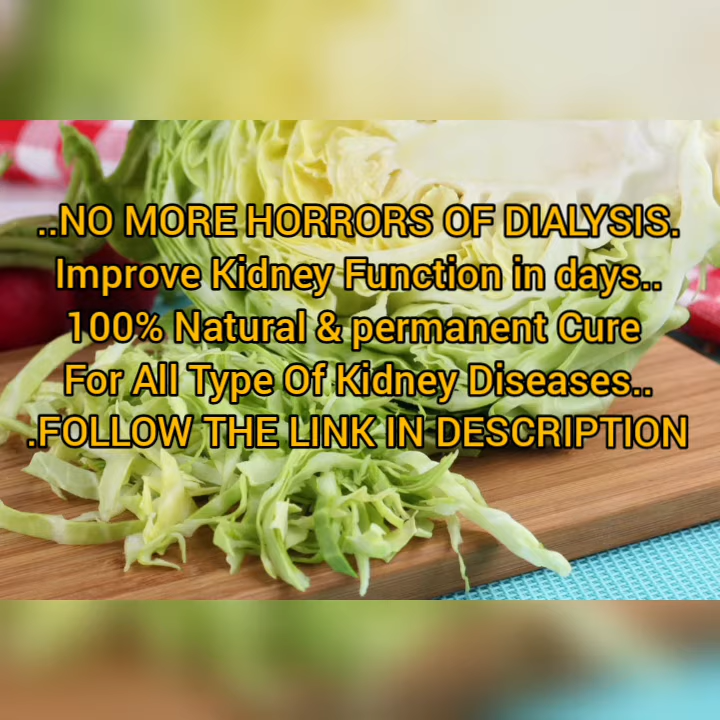 ..NO MORE HORRORS OF DIALYSIS.
Improve Kidney Function in days..
100% Natural & permanent Cure
For All Type Of Kidney Diseases..
.FOLLOW THE LINK IN DESCRIPTION